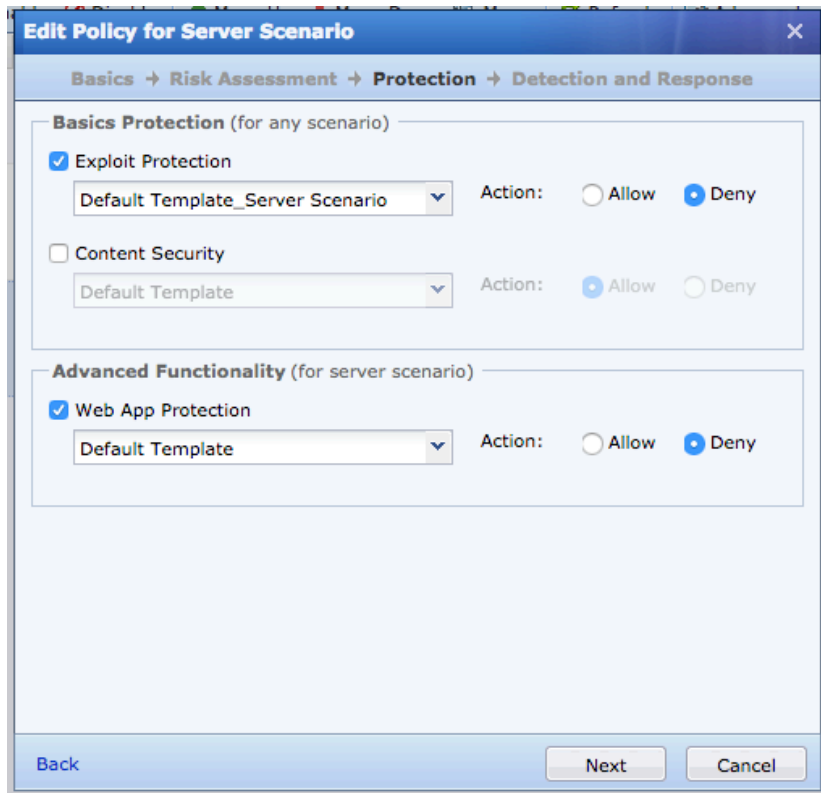 Edit Policy for Server Scenario
Basics → Risk Assessment → Protection → Detection and Response
Basics Protection (for any scenario)
Exploit Protection
Default Template_Server Scenario Action: Allow Deny
Content Security
Default Template Action: Allow Deny
Advanced Functionality (for server scenario)
Web App Protection
Default Template Action: Allow Deny
Back Next Cancel